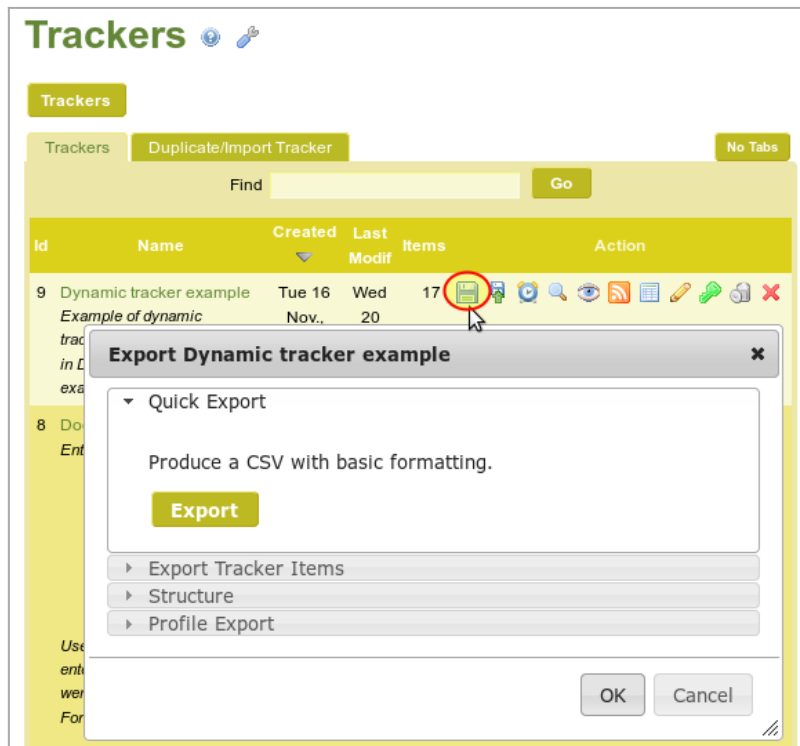 Trackers
Trackers
Trackers Duplicate/Import Tracker No Tabs
Find Go
Id Name Created Last Modif Items Action
9 Dynamic tracker example Tue 16 Wed 17
Example of dynamic Nov., 20
Export Dynamic tracker example
Quick Export
Produce a CSV with basic formatting.
Export
8
Export Tracker Items
Structure
Profile Export
OK Cancel